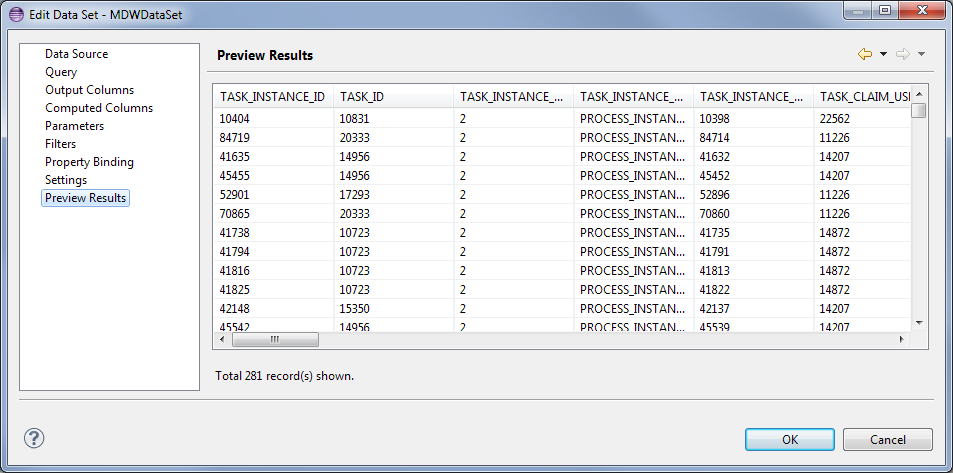 Edit Data Set - MDWDataSet
Data Source
Query
Output Columns
Computed Columns
Parameters
Filters
Property Binding
Settings
Preview Results
Preview Results
TASK_INSTANCE_ID TASK_ID TASK_INSTANCE_... TASK_INSTANCE_... TASK_INSTANCE_... TASK_CLAIM_USI
10404 10831 2 PROCESS_INSTAN... 10398 22562
84719 20333 2 PROCESS_INSTAN... 84714 11226
41635 14956 2 PROCESS_INSTAN... 41632 14207
45455 14956 2 PROCESS_INSTAN... 45452 14207
52901 17293 2 PROCESS_INSTAN... 52896 11226
70865 20333 2 PROCESS_INSTAN... 70860 11226
41738 10723 2 PROCESS_INSTAN... 41735 14872
41794 10723 2 PROCESS_INSTAN... 41791 14872
41816 10723 2 PROCESS_INSTAN... 41813 14872
41825 10723 2 PROCESS_INSTAN... 41822 14872
42148 15350 2 PROCESS_INSTAN... 42137 14207
45542 14956 2 PROCESS_INSTAN... 45539 14207
Total 281 record(s) shown.
? OK Cancel